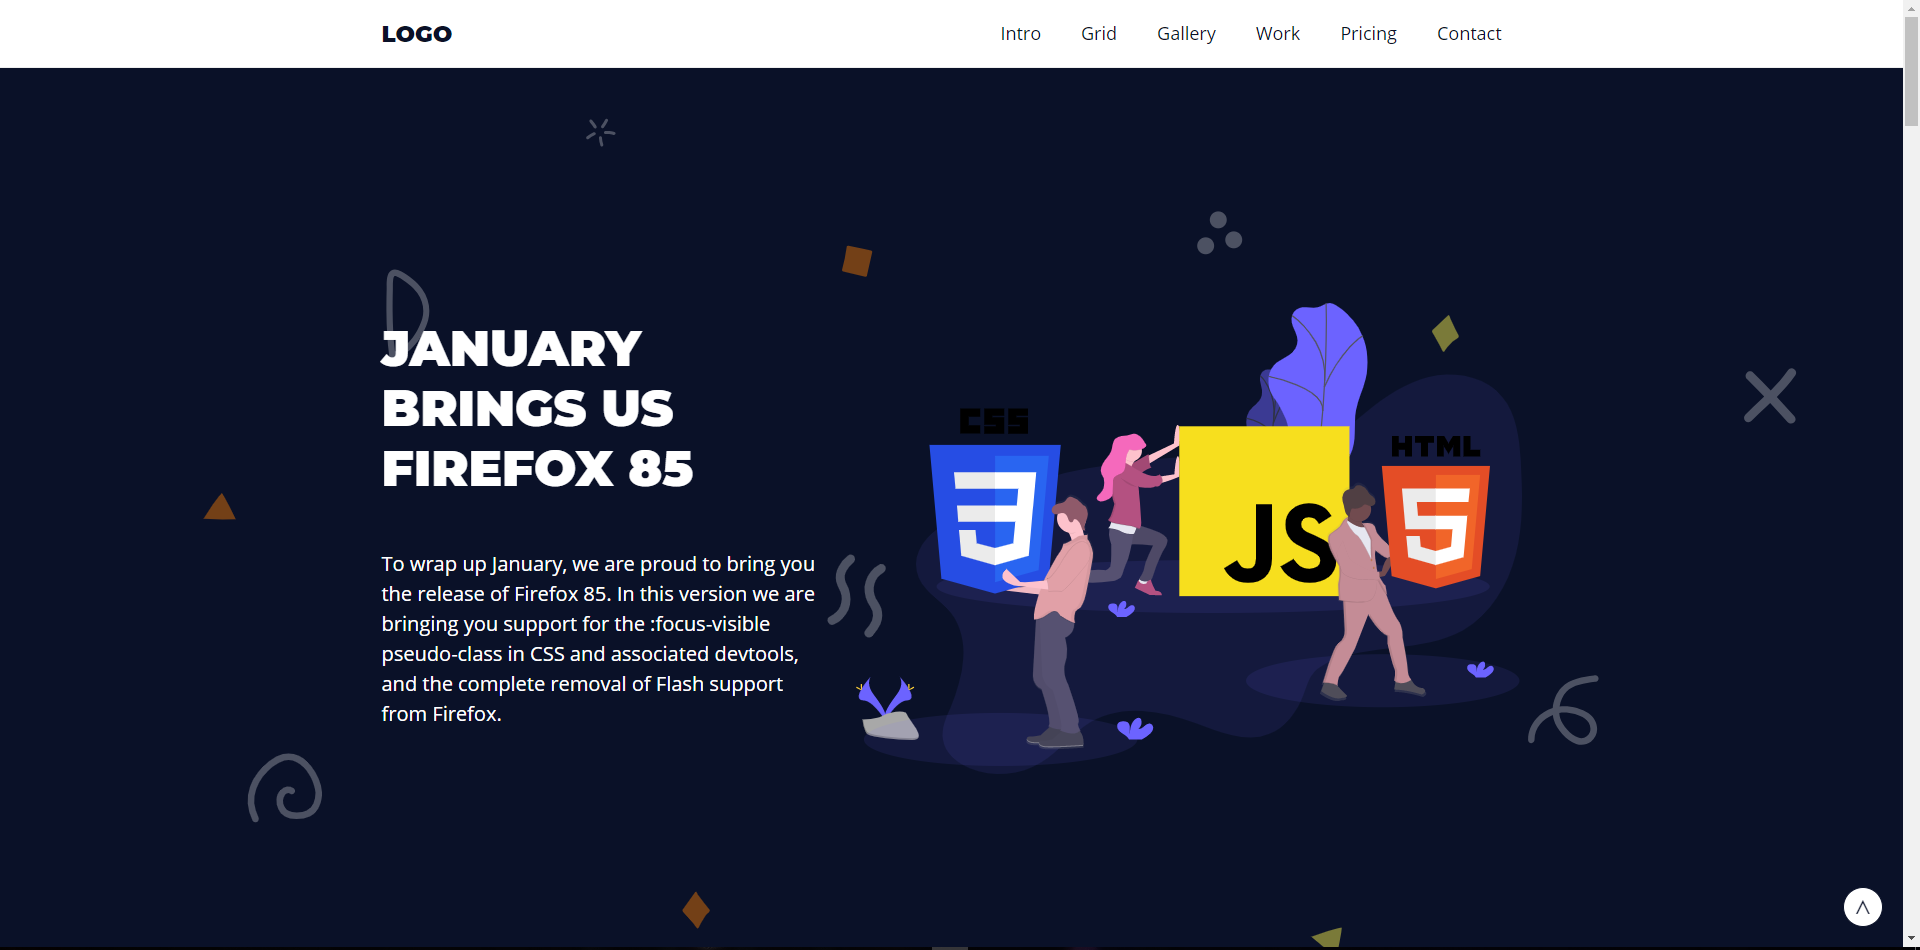 LOGO
Intro Grid Gallery Work Pricing Contact
JANUARY
BRINGS US
FIREFOX 85
To wrap up January, we are proud to bring you
the release of Firefox 85. In this version we are
bringing you support for the :focus-visible
pseudo-class in CSS and associated devtools,
and the complete removal of Flash support
from Firefox.
CSS
HTML
JS